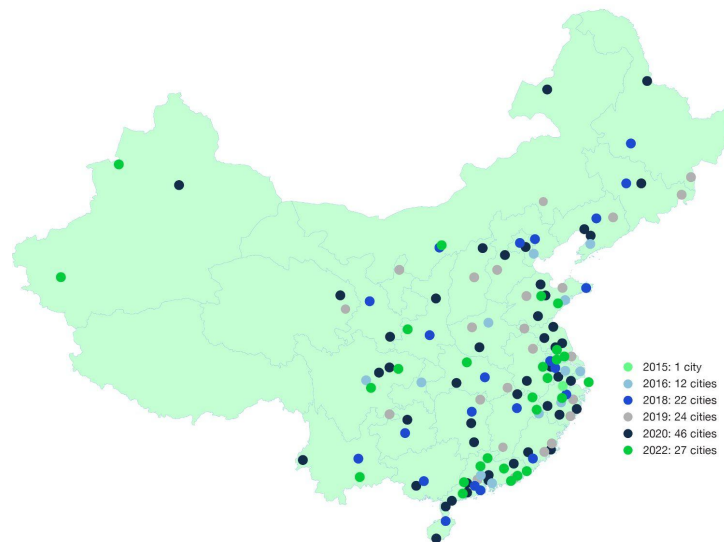 2015: 1 city
2016: 12 cities
2018: 22 cities
2019: 24 cities
2020: 46 cities
2022: 27 cities